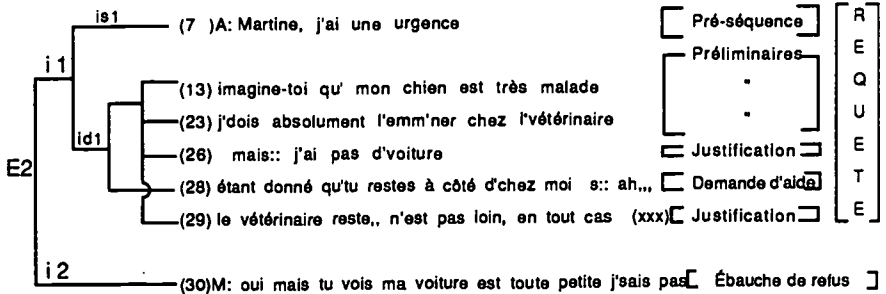 is1 (7 )A: Martine, j'ai une urgence [ Pré-séquence ]
i1 [ Préliminaires
(13) imagine-toi qu' mon chien est très malade "
(23) j'dois absolument l'emm'ner chez l'vétérinaire "
id1 (26) mais:: j'ai pas d'voiture [ Justification ]
E2
(28) étant donné qu'tu restes à côté d'chez moi s:: ah,,, [ Demande d'aide ]
(29) le vétérinaire reste,, n'est pas loin, en tout cas (xxx) [ Justification ]
REQUETE
i2 (30)M: oui mais tu vois ma voiture est toute petite j'sais pas [ Ébauche de refus ]